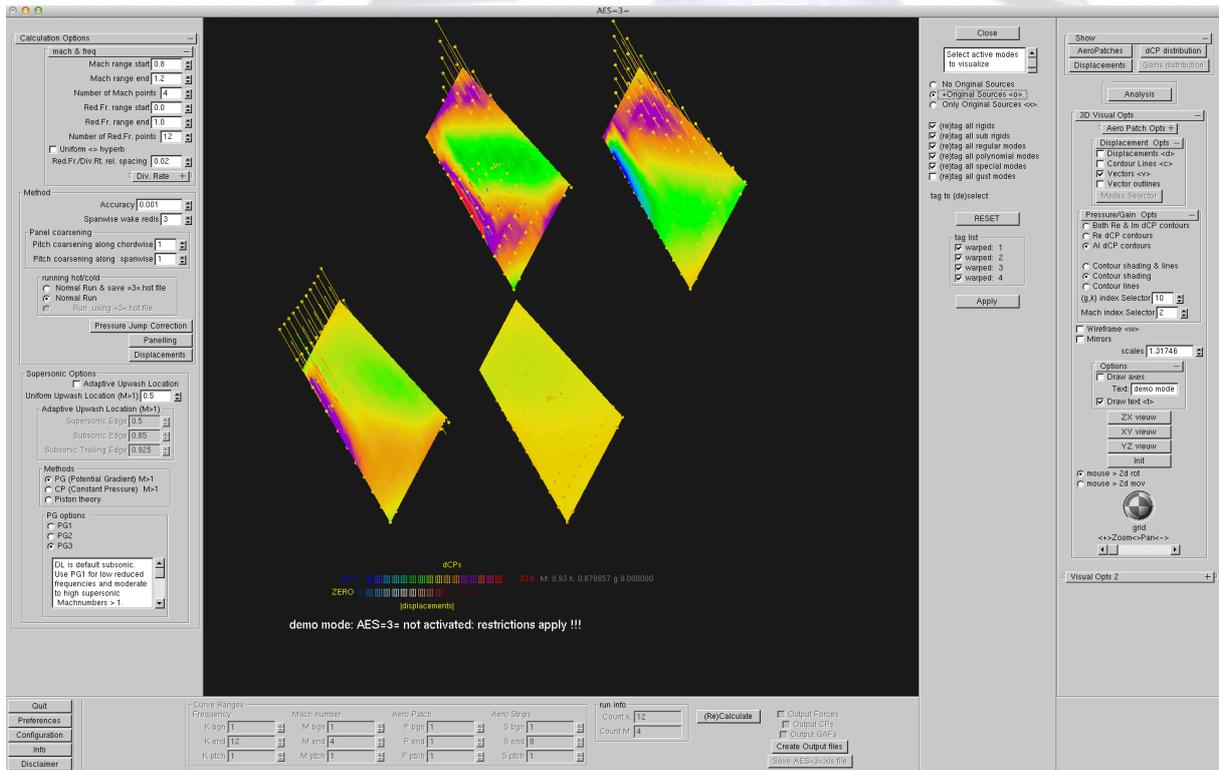 AES=3=
Calculation Options
mach & freq
Mach range start 0.8
Mach range end 1.2
Number of Mach points 4
Red.Fr. range start 0.0
Red.Fr. range end 1.0
Number of Red.Fr. points 12
Uniform <> hyperb
Red.Fr./Div.Rt. rel. spacing 0.02
Div. Rate +
Method
Accuracy 0.001
Spanwise wake redis 3
Panel coarsening
Pitch coarsening along chordwise 1
Pitch coarsening along spanwise 1
running hot/cold
Normal Run & save =3=.hot file
Normal Run
Run using =3=.hot file
Pressure Jump Correction
Panelling
Displacements
Supersonic Options
Adaptive Upwash Location
Uniform Upwash Location (M>1) 0.5
Adaptive Upwash Location (M>1)
Supersonic Edge 0.5
Subsonic Edge 0.85
Subsonic Trailing Edge 0.925
Methods
PG (Potential Gradient) M>1
CP (Constant Pressure) M>1
Piston theory
PG options
PG1
PG2
PG3
DL is default subsonic.
Use PG1 for low reduced
frequencies and moderate
to high supersonic
Machnumbers > 1.
dCPs
33.6 M: 0.93 k: 0.676657 g 0.000000
ZERO
|displacements|
demo mode: AES=3= not activated: restrictions apply !!!
Close
Select active modes
to visualize
No Original Sources
+Original Sources <o>.
Only Original Sources <x>.
(re)tag all rigids
(re)tag all sub rigids
(re)tag all regular modes
(re)tag all polynomial modes
(re)tag all special modes
(re)tag all gust modes
tag to (de)select
RESET
tag list
warped: 1
warped: 2
warped: 3
warped: 4
Apply
Show
AeroPatches dCP distribution
Displacements Gains distribution
Analysis
3D Visual Opts
Aero Patch Opts +
Displacement Opts
Displacements <d>
Contour Lines <c>
Vectors <v>
Vector outlines
Modes Selector
Pressure/Gain Opts
Both Re & Im dCP contours
Re dCP contours
AI dCP contours
Contour shading & lines
Contour shading
Contour lines
(g,k) index Selector 10
Mach index Selector 2
Wireframe <w>
Mirrors
scales 1.31746
Options
Draw axes
Text: demo mode
Draw text <t>
ZX vieuw
XY vieuw
YZ vieuw
Init
mouse > 2d rot
mouse > 2d mov
grid
<+>Zoom<>Pan<->
Visual Opts 2 +
Quit
Preferences
Configuration
Info
Disclaimer
Curve Ranges
Frequency Mach number Aero Patch Aero Strips
K bgn 1 M bgn 1 P bgn 1 S bgn 1
K end 12 M end 4 P end 1 S end 8
K ptch 1 M ptch 1 P ptch 1 S ptch 1
run info
Count k: 12
Count M: 4
(Re)Calculate
Output Forces
Output CPs
Output GAFs
Create Output files
Save AES=3=.xls file